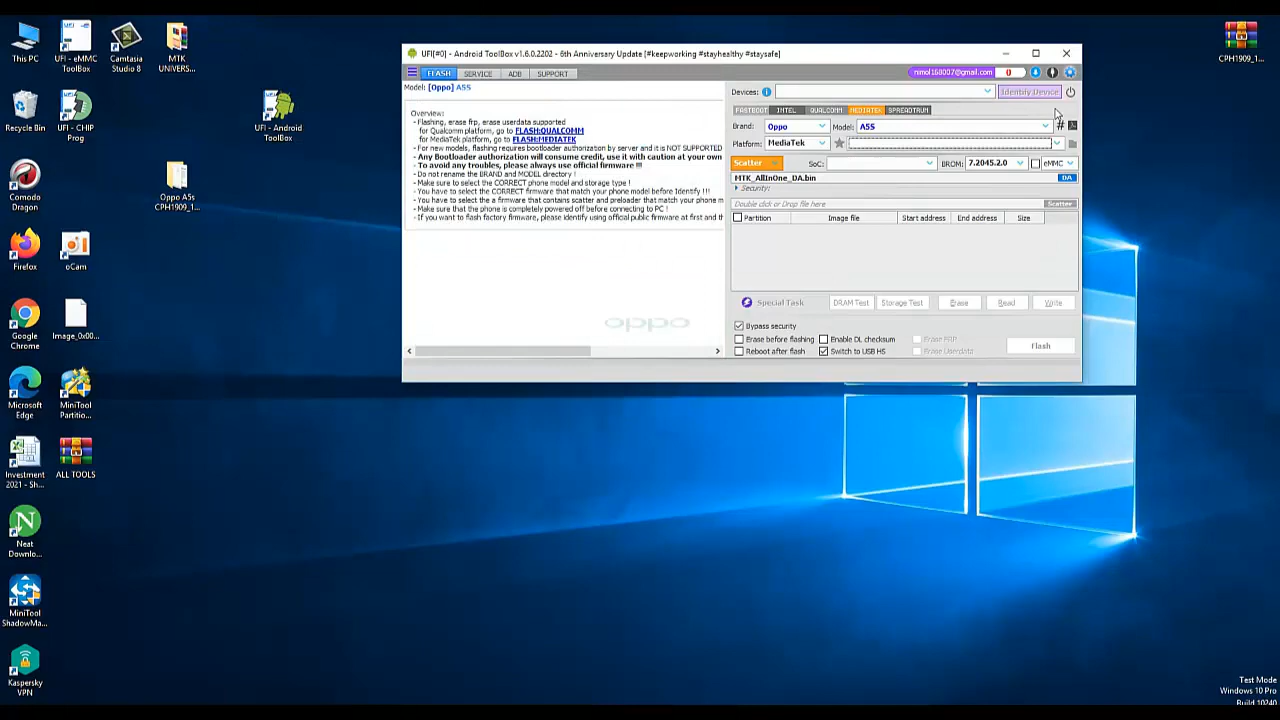 This PC
UFI - eMMC
ToolBox
Camtasia
Studio 8
MTK
UNIVERS...
Recycle Bin
UFI - CHIP
Prog
UFI - Android
ToolBox
Comodo
Dragon
Oppo A5s
CPH1909_1...
Firefox
oCam
Google
Chrome
Image_0x00...
Microsoft
Edge
MiniTool
Partitio...
Investment
2021 - Sh...
ALL TOOLS
Neat
Downlo...
MiniTool
ShadowMa...
Kaspersky
VPN
CPH1909_1...
UFI[#0] - Android ToolBox v1.6.0.2202 - 6th Anniversary Update [#keepworking #stayhealthy #staysafe]
FLASH SERVICE ADB SUPPORT
nimol168007@gmail.com 0
Model: [Oppo] A5S
Overview:
- Flashing, erase frp, erase userdata supported
for Qualcomm platform, go to FLASH:QUALCOMM
for MediaTek platform, go to FLASH:MEDIATEK
- For new models, flashing requires bootloader authorization by server and it is NOT SUPPORTED
- Any Bootloader authorization will consume credit, use it with caution at your own
- To avoid any troubles, please always use official firmware !!!
- Do not rename the BRAND and MODEL directory !
- Make sure to select the CORRECT phone model and storage type !
- You have to select the CORRECT firmware that match your phone model before Identify !!!
- You have to select the a firmware that contains scatter and preloader that match your phone m
- Make sure that the phone is completely powered off before connecting to PC !
- If you want to flash factory firmware, please identify using official public firmware at first and th
oppo
Devices: Identify Device
FASTBOOT INTEL QUALCOMM MEDIATEK SPREADTRUM
Brand: Oppo Model: A5S #
Platform: MediaTek
Scatter SoC: BROM: 7.2045.2.0 eMMC
MTK_AllInOne_DA.bin DA
Security:
Double click or Drop file here Scatter
Partition Image file Start address End address Size
Special Task DRAM Test Storage Test Erase Read Write
Bypass security
Erase before flashing Enable DL checksum Erase FRP
Reboot after flash Switch to USB HS Erase Userdata
Flash
Test Mode
Windows 10 Pro
Build 10240